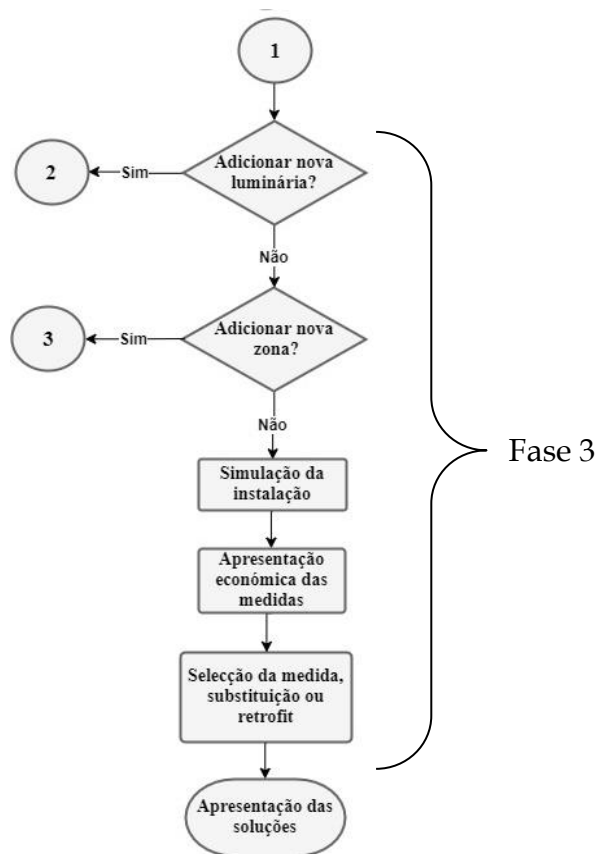 1
Adicionar nova
luminária?
Sim
2
Não
Adicionar nova
zona?
Sim
3
Não
Simulação da
instalação
Apresentação
económica das
medidas
Selecção da medida,
substituição ou
retrofit
Apresentação das
soluções
Fase 3